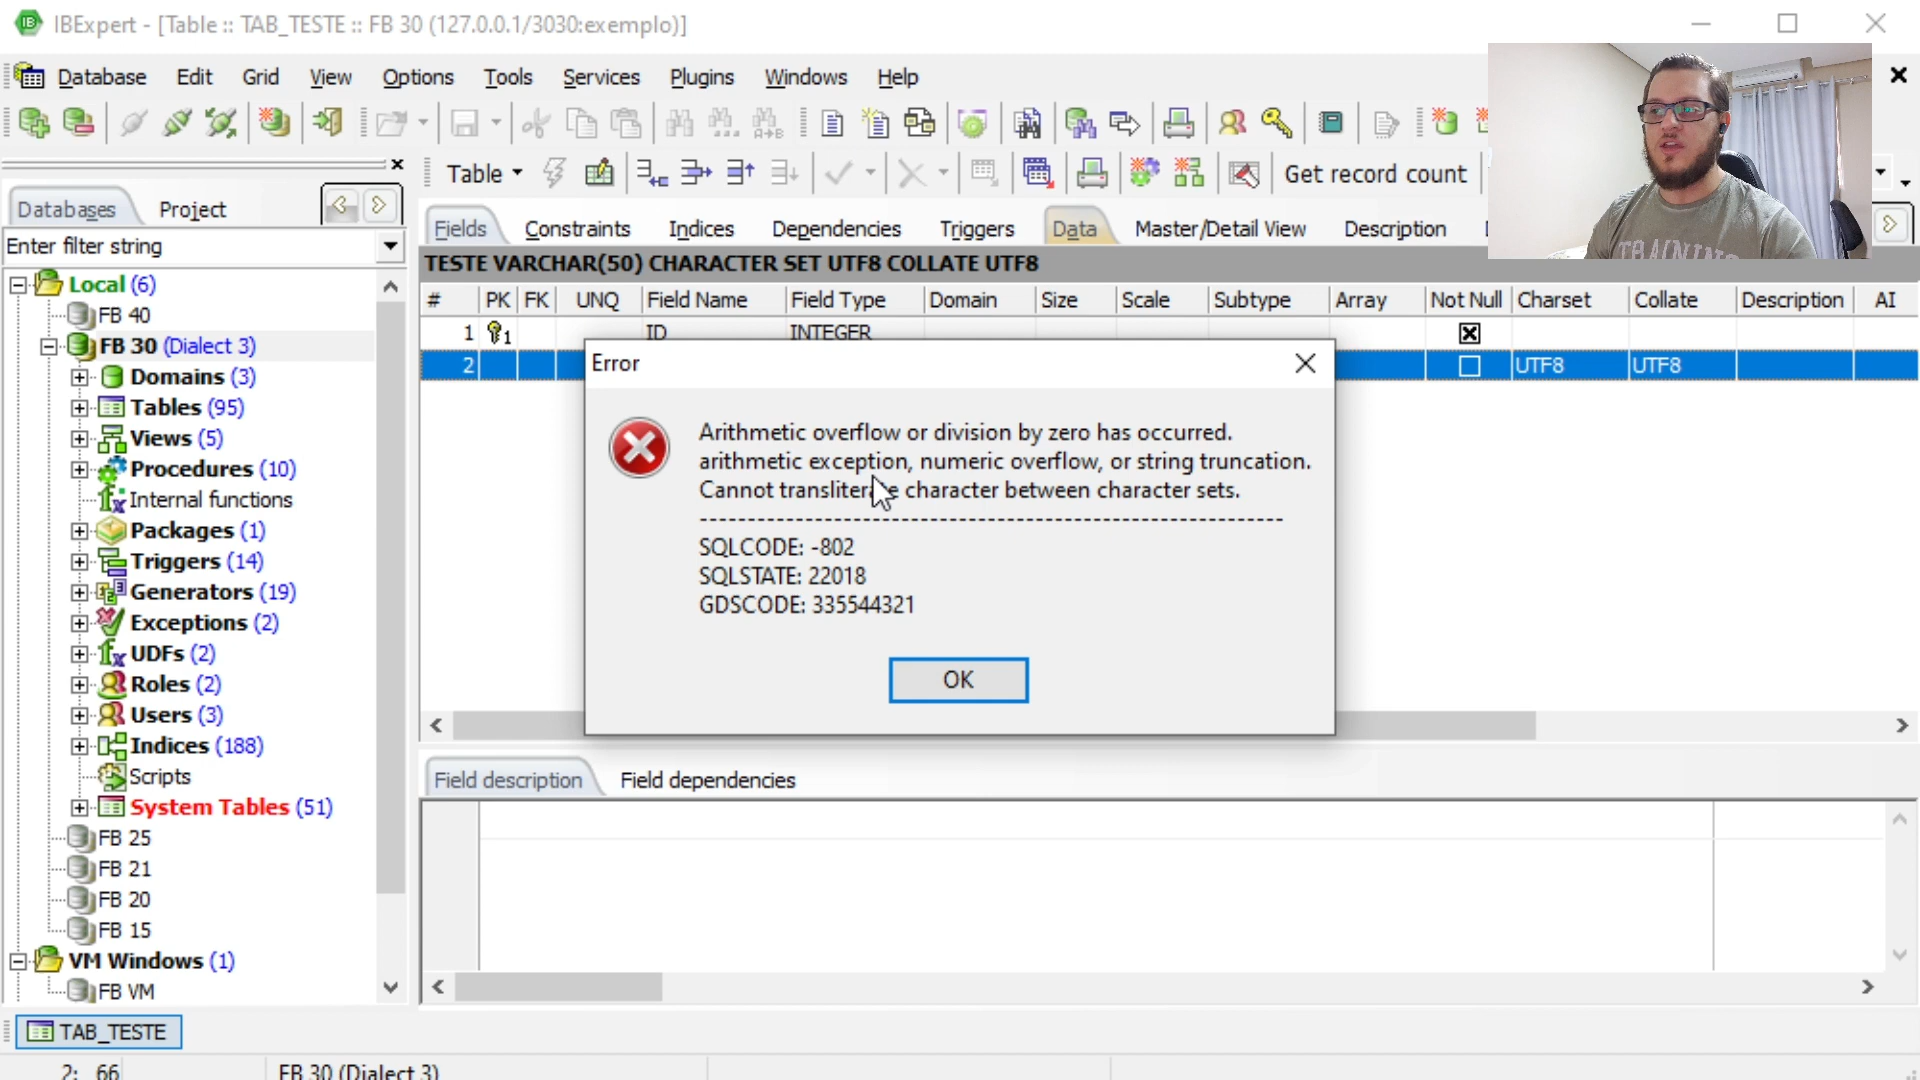 IBExpert - [Table :: TAB_TESTE :: FB 30 (127.0.0.1/3030:exemplo)]
Database Edit Grid View Options Tools Services Plugins Windows Help
Table Get record count
Databases Project
Fields Constraints Indices Dependencies Triggers Data Master/Detail View Description
Enter filter string
TESTE VARCHAR(50) CHARACTER SET UTF8 COLLATE UTF8
# PK FK UNQ Field Name Field Type Domain Size Scale Subtype Array Not Null Charset Collate Description AI
1 1 ID INTEGER
2 UTF8 UTF8
Local (6)
FB 40
FB 30 (Dialect 3)
Domains (3)
Tables (95)
Views (5)
Procedures (10)
Internal functions
Packages (1)
Triggers (14)
Generators (19)
Exceptions (2)
UDFs (2)
Roles (2)
Users (3)
Indices (188)
Scripts
System Tables (51)
FB 25
FB 21
FB 20
FB 15
VM Windows (1)
FB VM
Error
Arithmetic overflow or division by zero has occurred.
arithmetic exception, numeric overflow, or string truncation.
Cannot transliterate character between character sets.
------------------------------------------------------------
SQLCODE: -802
SQLSTATE: 22018
GDSCODE: 335544321
OK
Field description Field dependencies
TRAINING
TAB_TESTE
2: 66 FB 30 (Dialect 3)